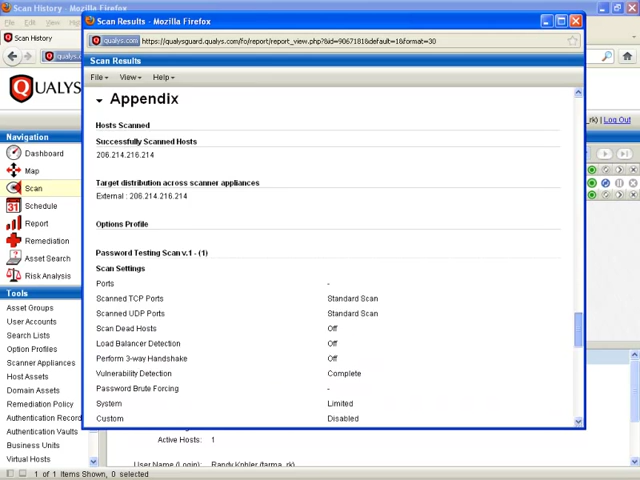 Scan History - Mozilla Firefox
Scan Results - Mozilla Firefox
File Edit
Scan History
qualys.com https://qualysguard.qualys.com/fo/report/report_view.php?&id=9067181&default=1&format=30
Scan Results
File View Help
QUALYS
Log Out
Appendix
Hosts Scanned
Successfully Scanned Hosts
206.214.216.214
Target distribution across scanner appliances
External : 206.214.216.214
Options Profile
Password Testing Scan v.1 - (1)
Scan Settings
Ports -
Scanned TCP Ports Standard Scan
Scanned UDP Ports Standard Scan
Scan Dead Hosts Off
Load Balancer Detection Off
Perform 3-way Handshake Off
Vulnerability Detection Complete
Password Brute Forcing -
System Limited
Custom Disabled
Navigation
Dashboard
Map
Scan
Schedule
Report
Remediation
Asset Search
Risk Analysis
Tools
Asset Groups
User Accounts
Search Lists
Option Profiles
Scanner Appliances
Host Assets
Domain Assets
Remediation Policy
Authentication Record
Authentication Vaults
Business Units
Virtual Hosts
Active Hosts: 1
User Name (Login):
1 of 1 Items Shown, 0 selected